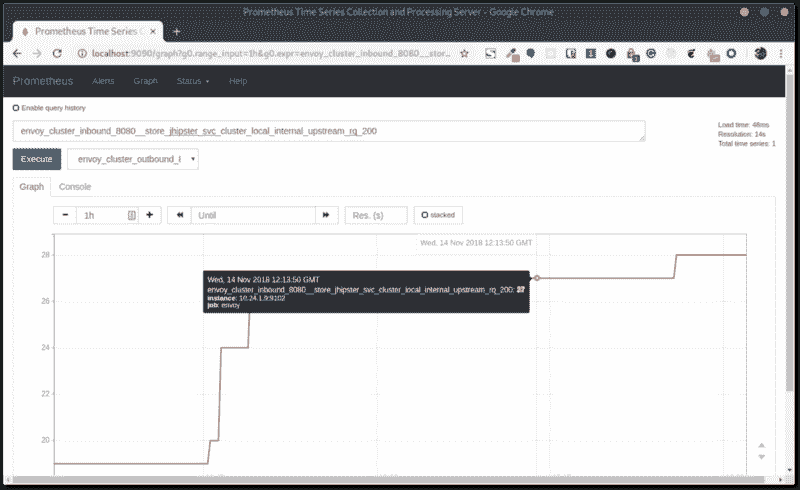 Prometheus Time Series Collection and Processing Server - Google Chrome
Prometheus Time Series C
localhost:9090/graph?g0.range_input=1h&g0.expr=envoy_cluster_inbound_8080__stor...
Prometheus Alerts Graph Status Help
Enable query history
envoy_cluster_inbound_8080__store_jhipster_svc_cluster_local_internal_upstream_rq_200
Load time: 46ms
Resolution: 14s
Total time series: 1
Execute envoy_cluster_outbound_
Graph Console
1h Until Res. (s) stacked
Wed, 14 Nov 2018 12:13:50 GMT
28
Wed, 14 Nov 2018 12:13:50 GMT
envoy_cluster_inbound_8080__store_jhipster_svc_cluster_local_internal_upstream_rq_200: 27
instance: 10.24.1.9:9102
job: envoy
26
24
22
20